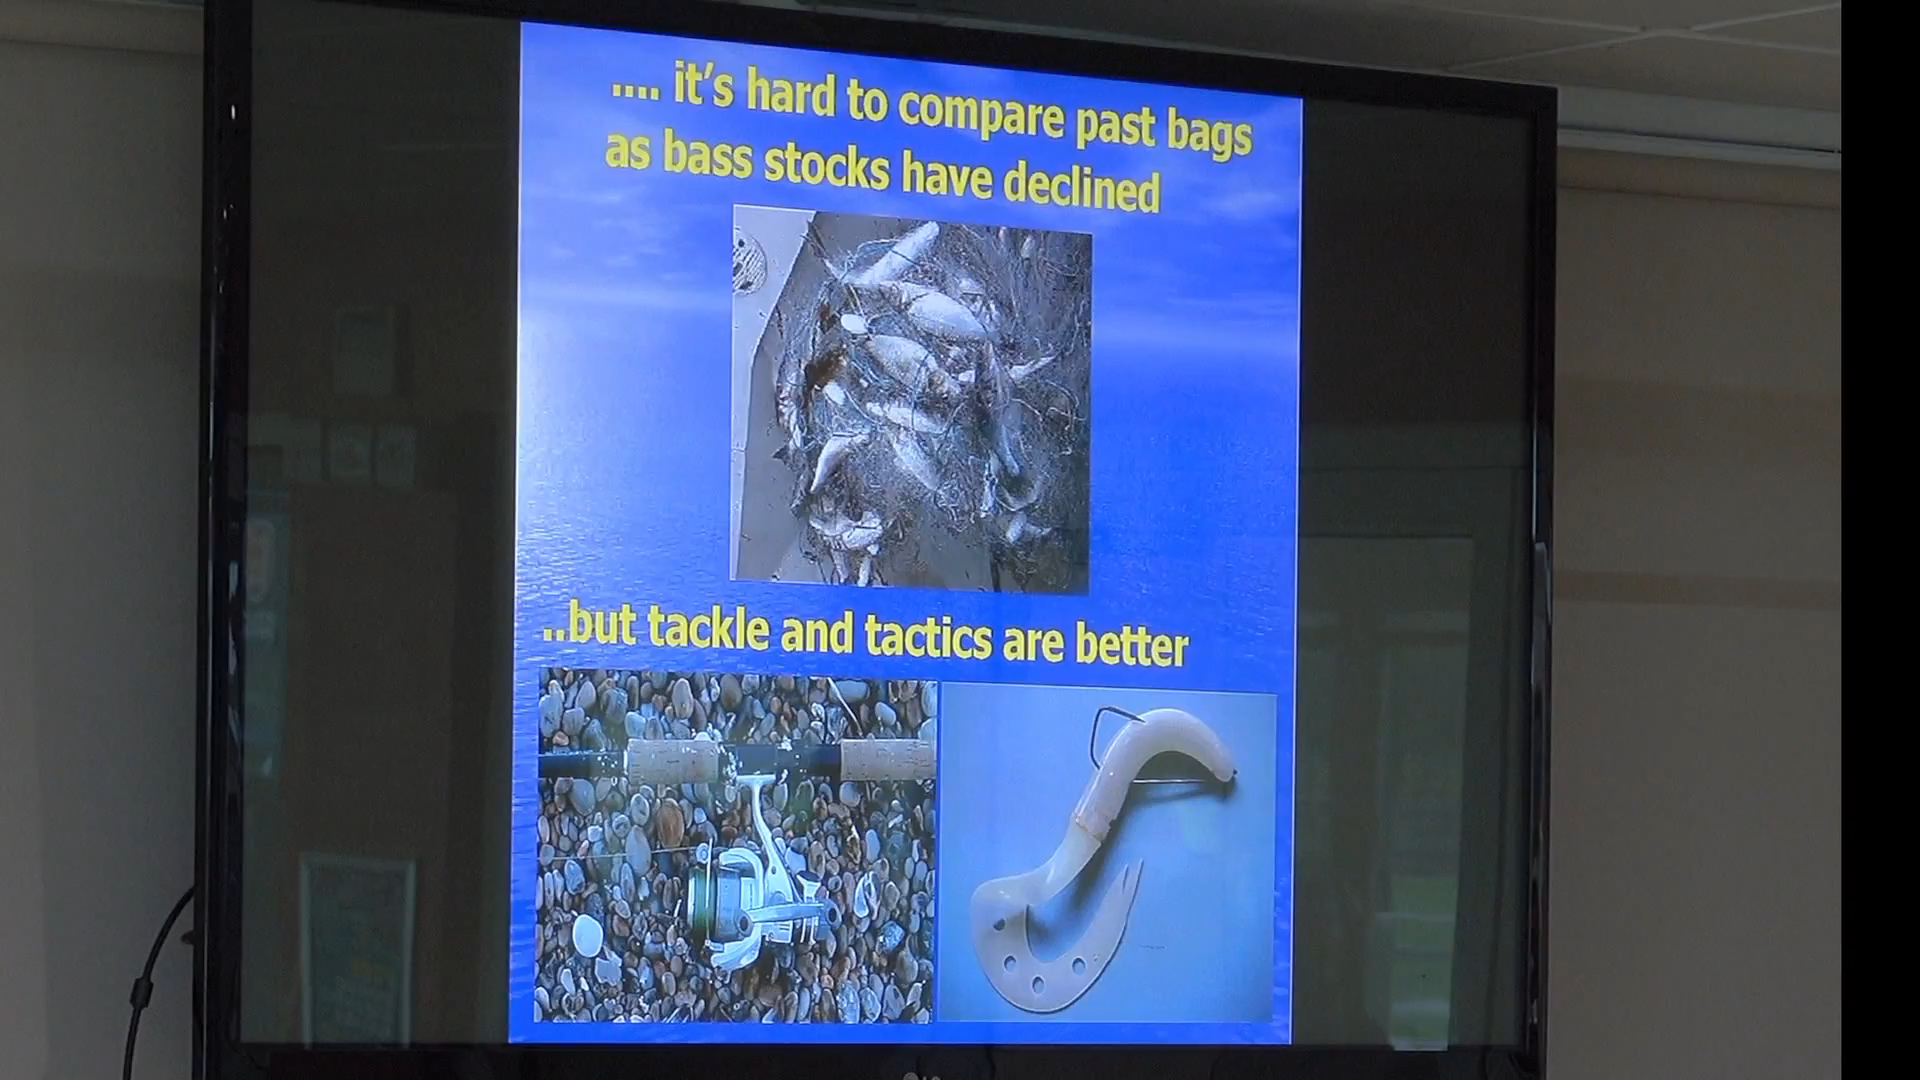 .... it's hard to compare past bags
as bass stocks have declined
..but tackle and tactics are better